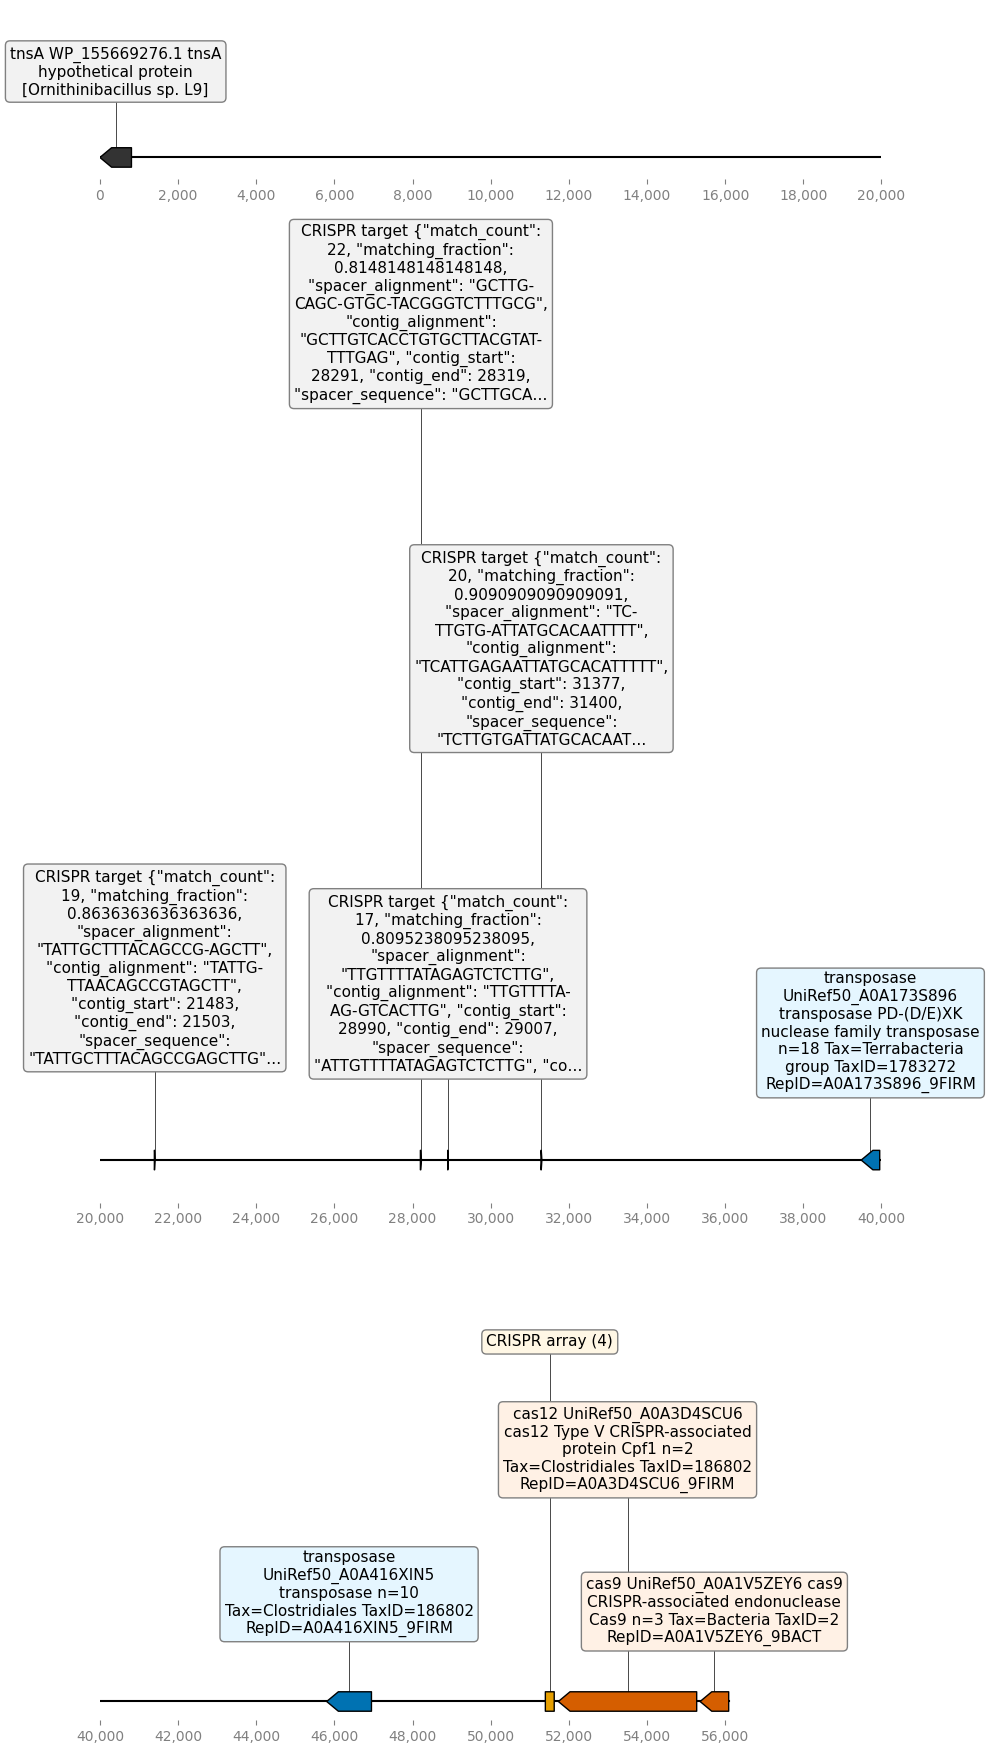 tnsA WP_155669276.1 tnsA
hypothetical protein
[Ornithinibacillus sp. L9]
0
2,000
4,000
6,000
8,000
10,000
12,000
14,000
16,000
18,000
20,000
CRISPR target {"match_count":
22, "matching_fraction":
0.8148148148148148,
"spacer_alignment": "GCTTG-
CAGC-GTGC-TACGGGTCTTTGCG",
"contig_alignment":
"GCTTGTCACCTGTGCTTACGTAT-
TTTGAG", "contig_start":
28291, "contig_end": 28319,
"spacer_sequence": "GCTTGCA...
CRISPR target {"match_count":
20, "matching_fraction":
0.9090909090909091,
"spacer_alignment": "TC-
TTGTG-ATTATGCACAATTTT",
"contig_alignment":
"TCATTGAGAATTATGCACATTTTT",
"contig_start": 31377,
"contig_end": 31400,
"spacer_sequence":
"TCTTGTGATTATGCACAAT...
CRISPR target {"match_count":
19, "matching_fraction":
0.8636363636363636,
"spacer_alignment":
"TATTGCTTTACAGCCG-AGCTT",
"contig_alignment": "TATTG-
TTAACAGCCGTAGCTT",
"contig_start": 21483,
"contig_end": 21503,
"spacer_sequence":
"TATTGCTTTACAGCCGAGCTTG"...
CRISPR target {"match_count":
17, "matching_fraction":
0.8095238095238095,
"spacer_alignment":
"TTGTTTTATAGAGTCTCTTG",
"contig_alignment": "TTGTTTTA-
AG-GTCACTTG", "contig_start":
28990, "contig_end": 29007,
"spacer_sequence":
"ATTGTTTTATAGAGTCTCTTG", "co...
transposase
UniRef50_A0A173S896
transposase PD-(D/E)XK
nuclease family transposase
n=18 Tax=Terrabacteria
group TaxID=1783272
RepID=A0A173S896_9FIRM
20,000
22,000
24,000
26,000
28,000
30,000
32,000
34,000
36,000
38,000
40,000
CRISPR array (4)
cas12 UniRef50_A0A3D4SCU6
cas12 Type V CRISPR-associated
protein Cpf1 n=2
Tax=Clostridiales TaxID=186802
RepID=A0A3D4SCU6_9FIRM
transposase
UniRef50_A0A416XIN5
transposase n=10
Tax=Clostridiales TaxID=186802
RepID=A0A416XIN5_9FIRM
cas9 UniRef50_A0A1V5ZEY6 cas9
CRISPR-associated endonuclease
Cas9 n=3 Tax=Bacteria TaxID=2
RepID=A0A1V5ZEY6_9BACT
40,000
42,000
44,000
46,000
48,000
50,000
52,000
54,000
56,000